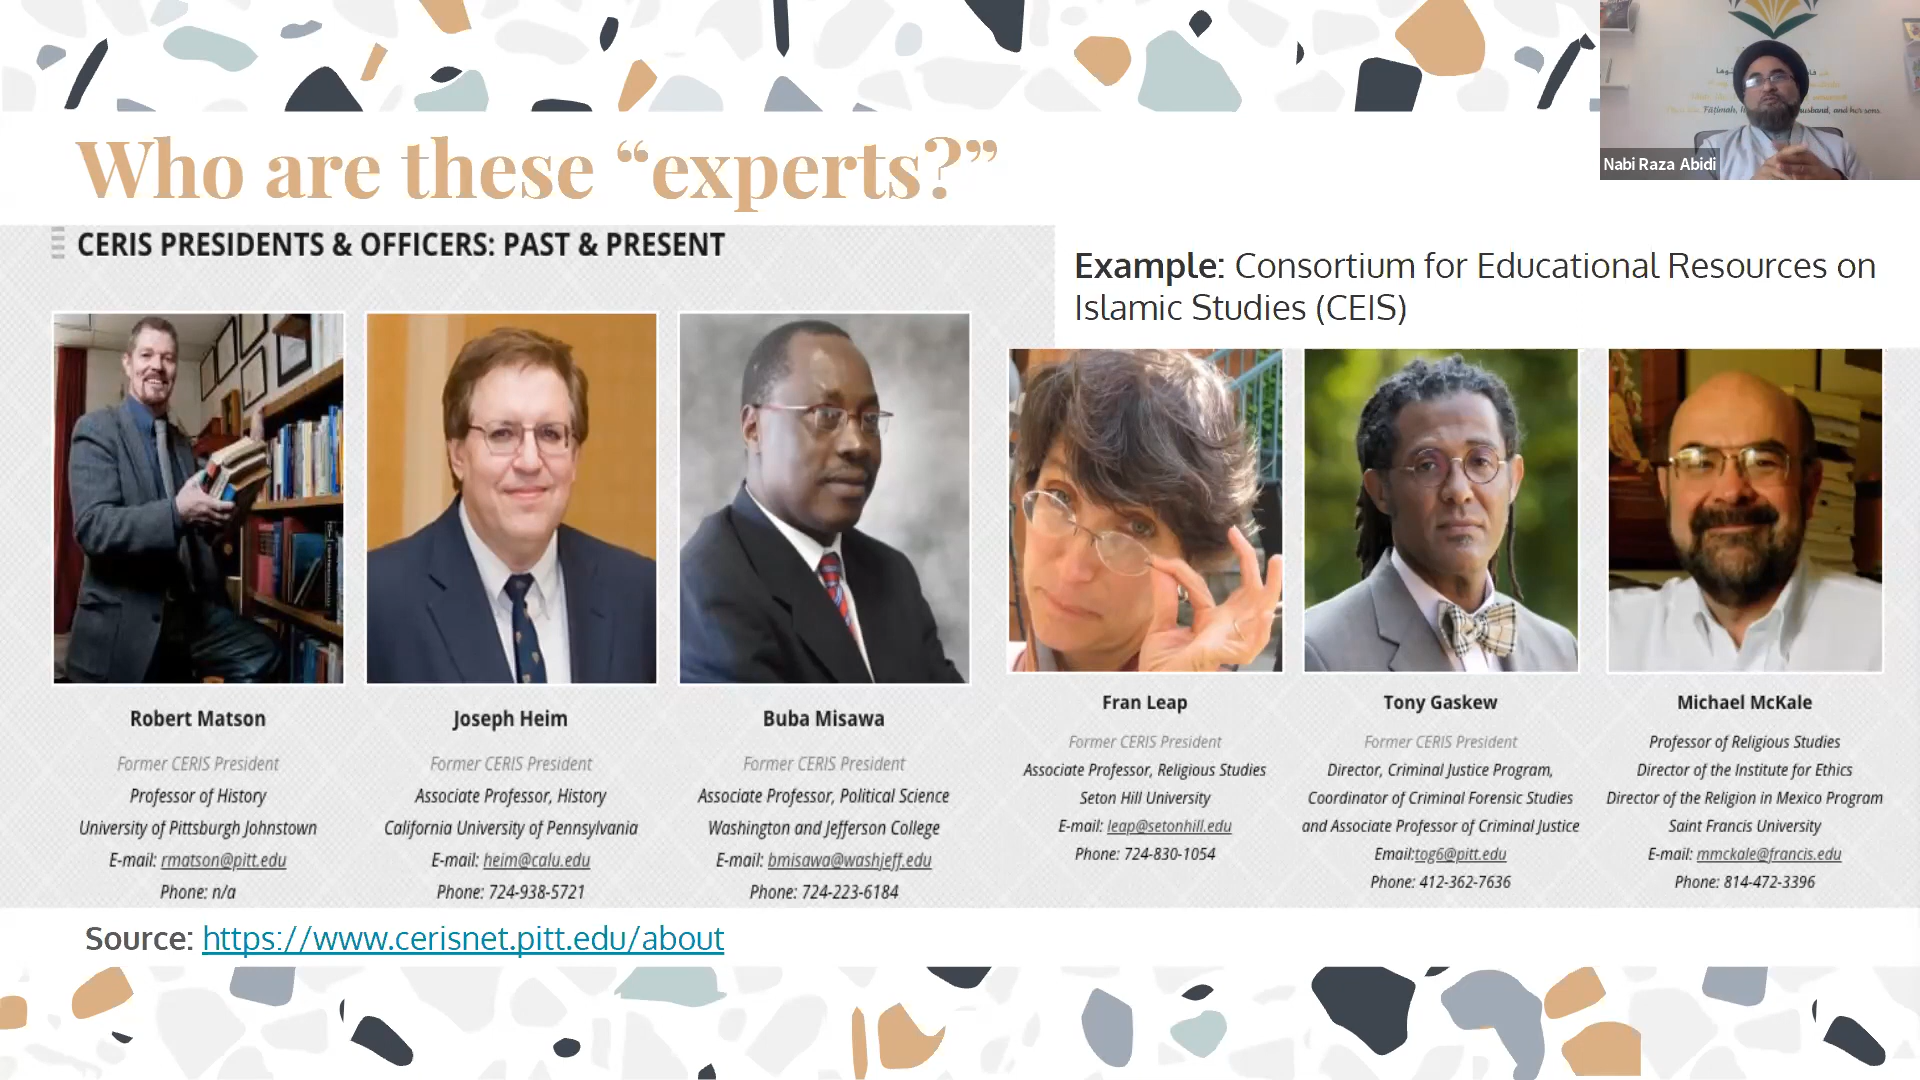 Who are these “experts?”
CERIS PRESIDENTS & OFFICERS: PAST & PRESENT
Example: Consortium for Educational Resources on
Islamic Studies (CEIS)
Robert Matson
Former CERIS President
Professor of History
University of Pittsburgh Johnstown
E-mail: rmatson@pitt.edu
Phone: n/a
Joseph Heim
Former CERIS President
Associate Professor, History
California University of Pennsylvania
E-mail: heim@calu.edu
Phone: 724-938-5721
Buba Misawa
Former CERIS President
Associate Professor, Political Science
Washington and Jefferson College
E-mail: bmisawa@washjeff.edu
Phone: 724-223-6184
Fran Leap
Former CERIS President
Associate Professor, Religious Studies
Seton Hill University
E-mail: leap@setonhill.edu
Phone: 724-830-1054
Tony Gaskew
Former CERIS President
Director, Criminal Justice Program,
Coordinator of Criminal Forensic Studies
and Associate Professor of Criminal Justice
Email:tog6@pitt.edu
Phone: 412-362-7636
Michael McKale
Professor of Religious Studies
Director of the Institute for Ethics
Director of the Religion in Mexico Program
Saint Francis University
E-mail: mmckale@francis.edu
Phone: 814-472-3396
Source: https://www.cerisnet.pitt.edu/about
Fāṭimah, husband, and her sons.
Nabi Raza Abidi